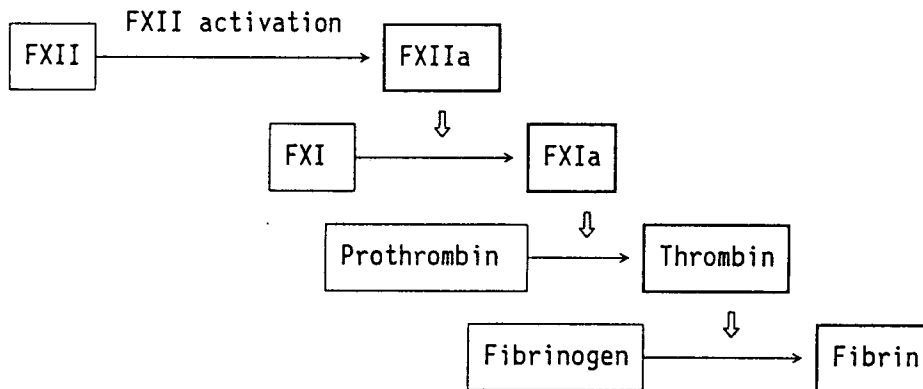 FXII activation
FXII
FXIIa
FXI
FXIa
Prothrombin
Thrombin
Fibrinogen
Fibrin